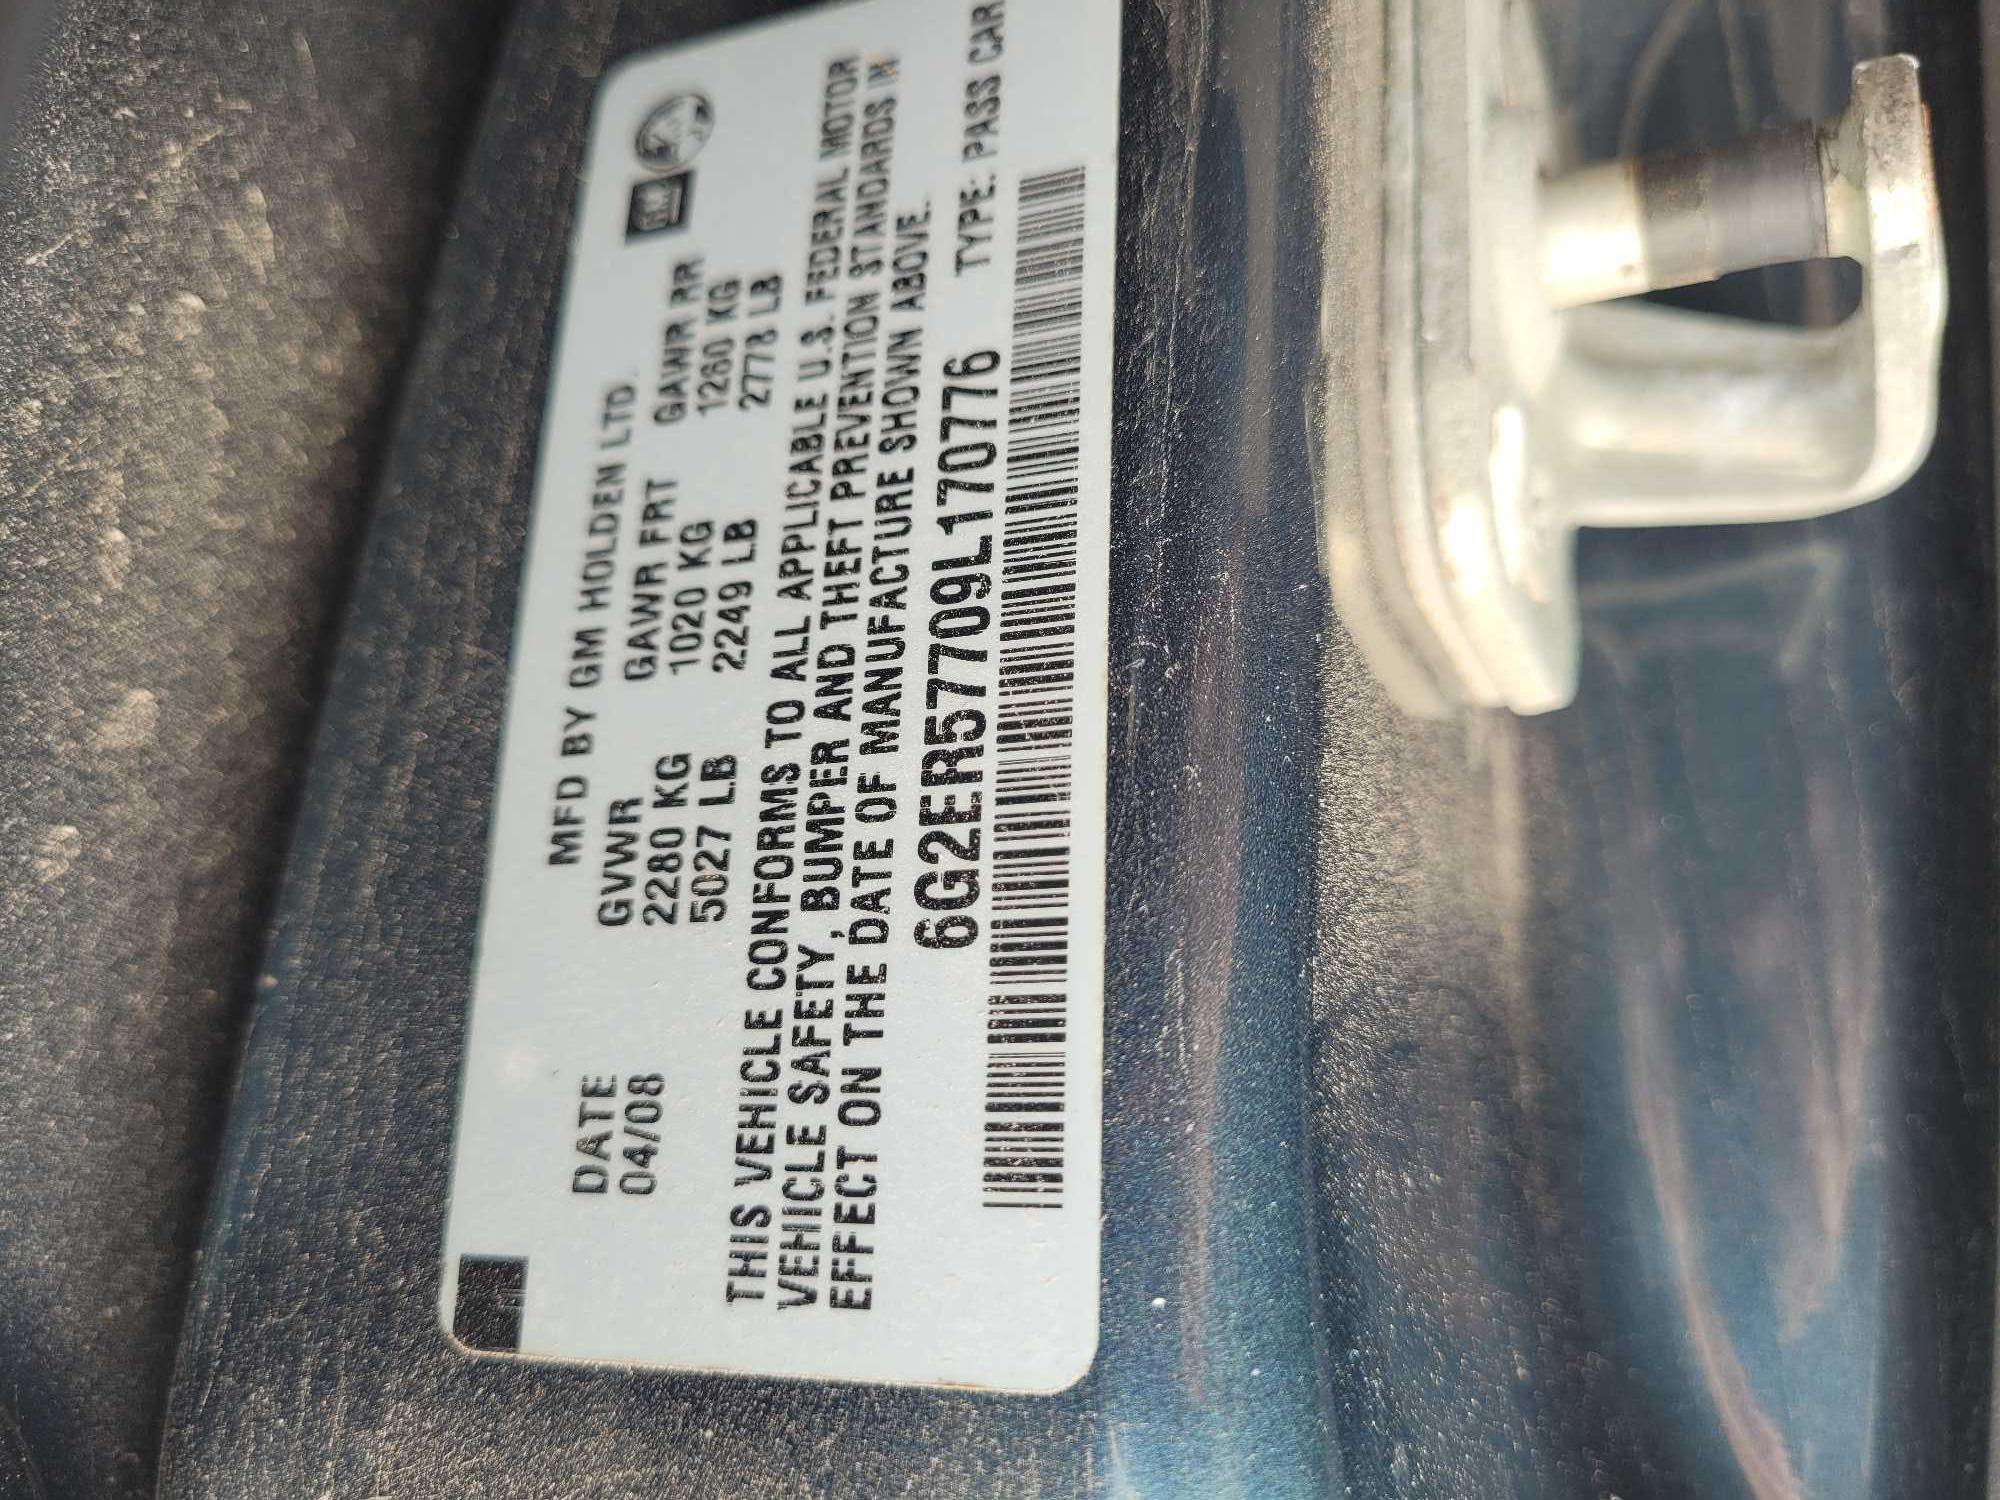 MFD BY GM HOLDEN LTD.
DATE GVWR GAWR FRT GAWR RR GM
04/08 2280 KG 1020 KG 1260 KG
5027 LB 2249 LB 2778 LB
THIS VEHICLE CONFORMS TO ALL APPLICABLE U.S. FEDERAL MOTOR
VEHICLE SAFETY, BUMPER AND THEFT PREVENTION STANDARDS IN
EFFECT ON THE DATE OF MANUFACTURE SHOWN ABOVE.
6G2ER57709L170776 TYPE: PASS CAR